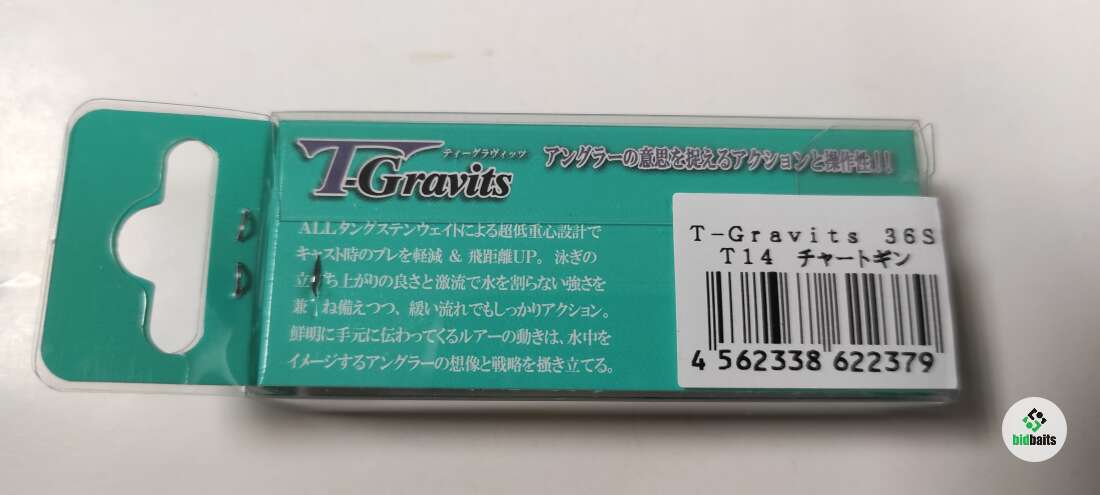 ティーグラヴィッツ
T-Gravits
アングラーの意思を捉えるアクションと操作性!!
ALLタングステンウェイトによる超低重心設計で
キャスト時のブレを軽減 & 飛距離UP。泳ぎの
立ち上がりの良さと激流で水を割らない強さを
兼ね備えつつ、緩い流れでもしっかりアクション。
鮮明に手元に伝わってくるルアーの動きは、水中を
イメージするアングラーの想像と戦略を掻き立てる。
T-Gravits 36S
T14 チャートギン
4 562338 622379
bidbaits